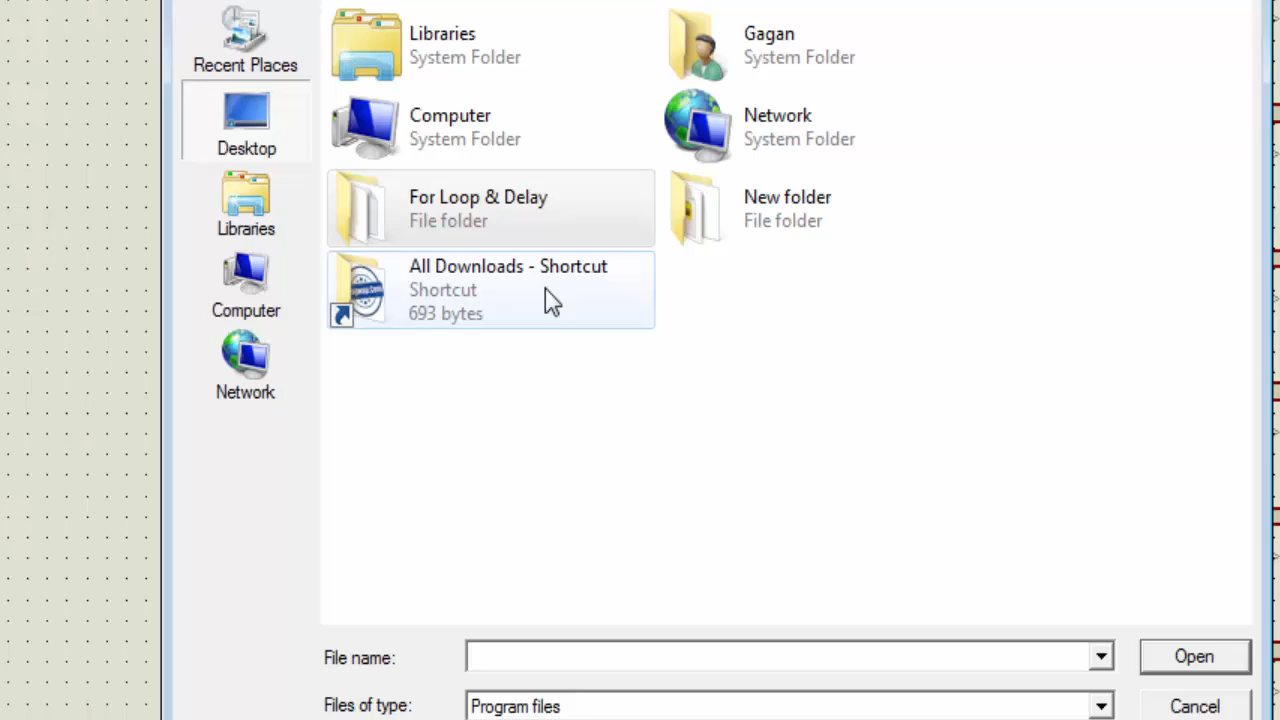 Recent Places
Desktop
Libraries
Computer
Network
Libraries
System Folder
Gagan
System Folder
Computer
System Folder
Network
System Folder
For Loop & Delay
File folder
New folder
File folder
All Downloads - Shortcut
Shortcut
693 bytes
File name:
Open
Files of type:
Program files
Cancel